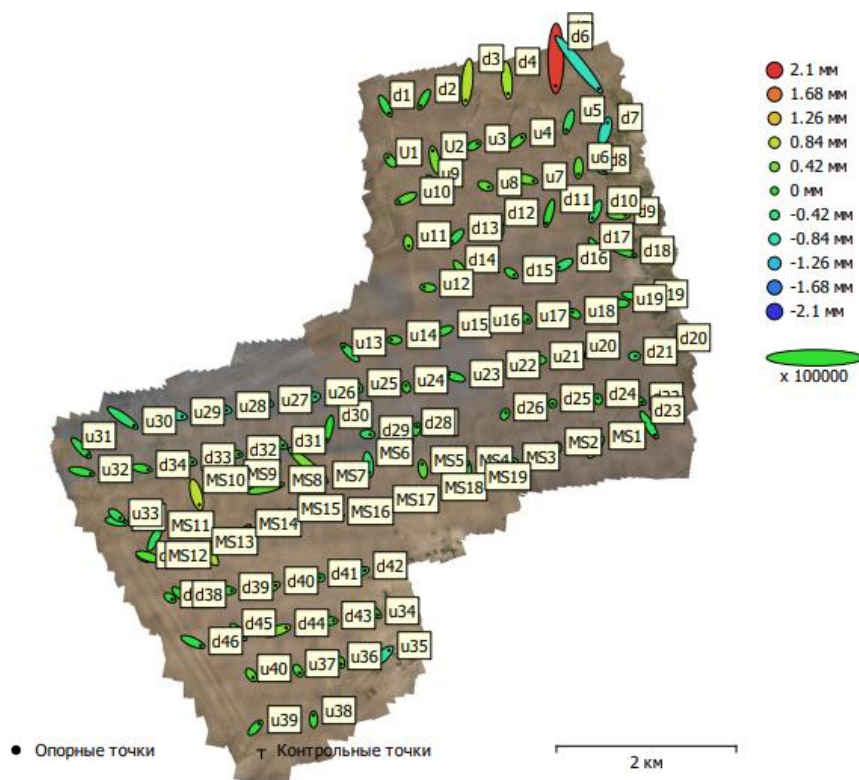 d6
d3
d4
u5
d1
d2
d7
u4
U2
u3
U1
u6
d8
u9
u7
u8
u10
d11
d10
d9
d12
d13
u11
d17
d18
d14
d16
d15
u12
u19
u18
u17
u16
u15
u14
u13
d20
u20
d21
u21
u22
u23
u24
u25
u26
u27
u28
u29
u30
u31
d24
d25
d26
d23
d28
d29
d30
MS1
MS2
MS3
MS4
MS5
MS6
d31
d32
d33
d34
u32
MS7
MS8
MS9
MS10
MS19
MS18
MS17
MS16
MS15
MS14
MS13
MS12
MS11
u33
d42
d41
d40
d39
d38
u34
d43
d44
d45
d46
u35
u36
u37
u40
u38
u39
2.1 мм
1.68 мм
1.26 мм
0.84 мм
0.42 мм
0 мм
-0.42 мм
-0.84 мм
-1.26 мм
-1.68 мм
-2.1 мм
x 100000
Опорные точки
Контрольные точки
2 км